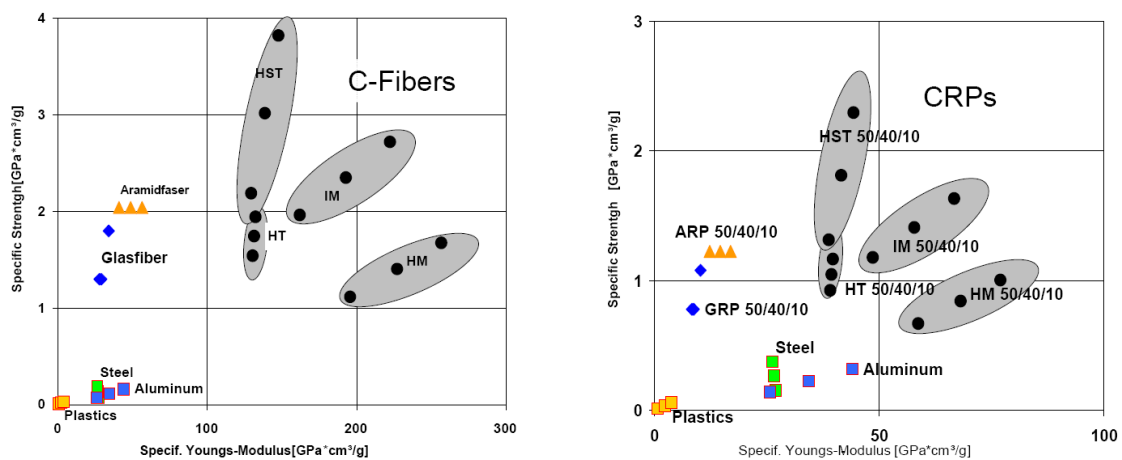 4
3
2
1
0
0
100
200
300
Specific Strentgh[GPa*cm³/g]
Specif. Youngs-Modulus[GPa*cm³/g]
C-Fibers
HST
IM
HT
HM
Aramidfaser
Glasfiber
Steel
Aluminum
Plastics
3
2
1
0
0
50
100
Specific Strentgh [GPa*cm³/g]
Specif. Youngs-Modulus[GPa*cm³/g]
CRPs
HST 50/40/10
ARP 50/40/10
IM 50/40/10
HT 50/40/10
HM 50/40/10
GRP 50/40/10
Steel
Aluminum
Plastics